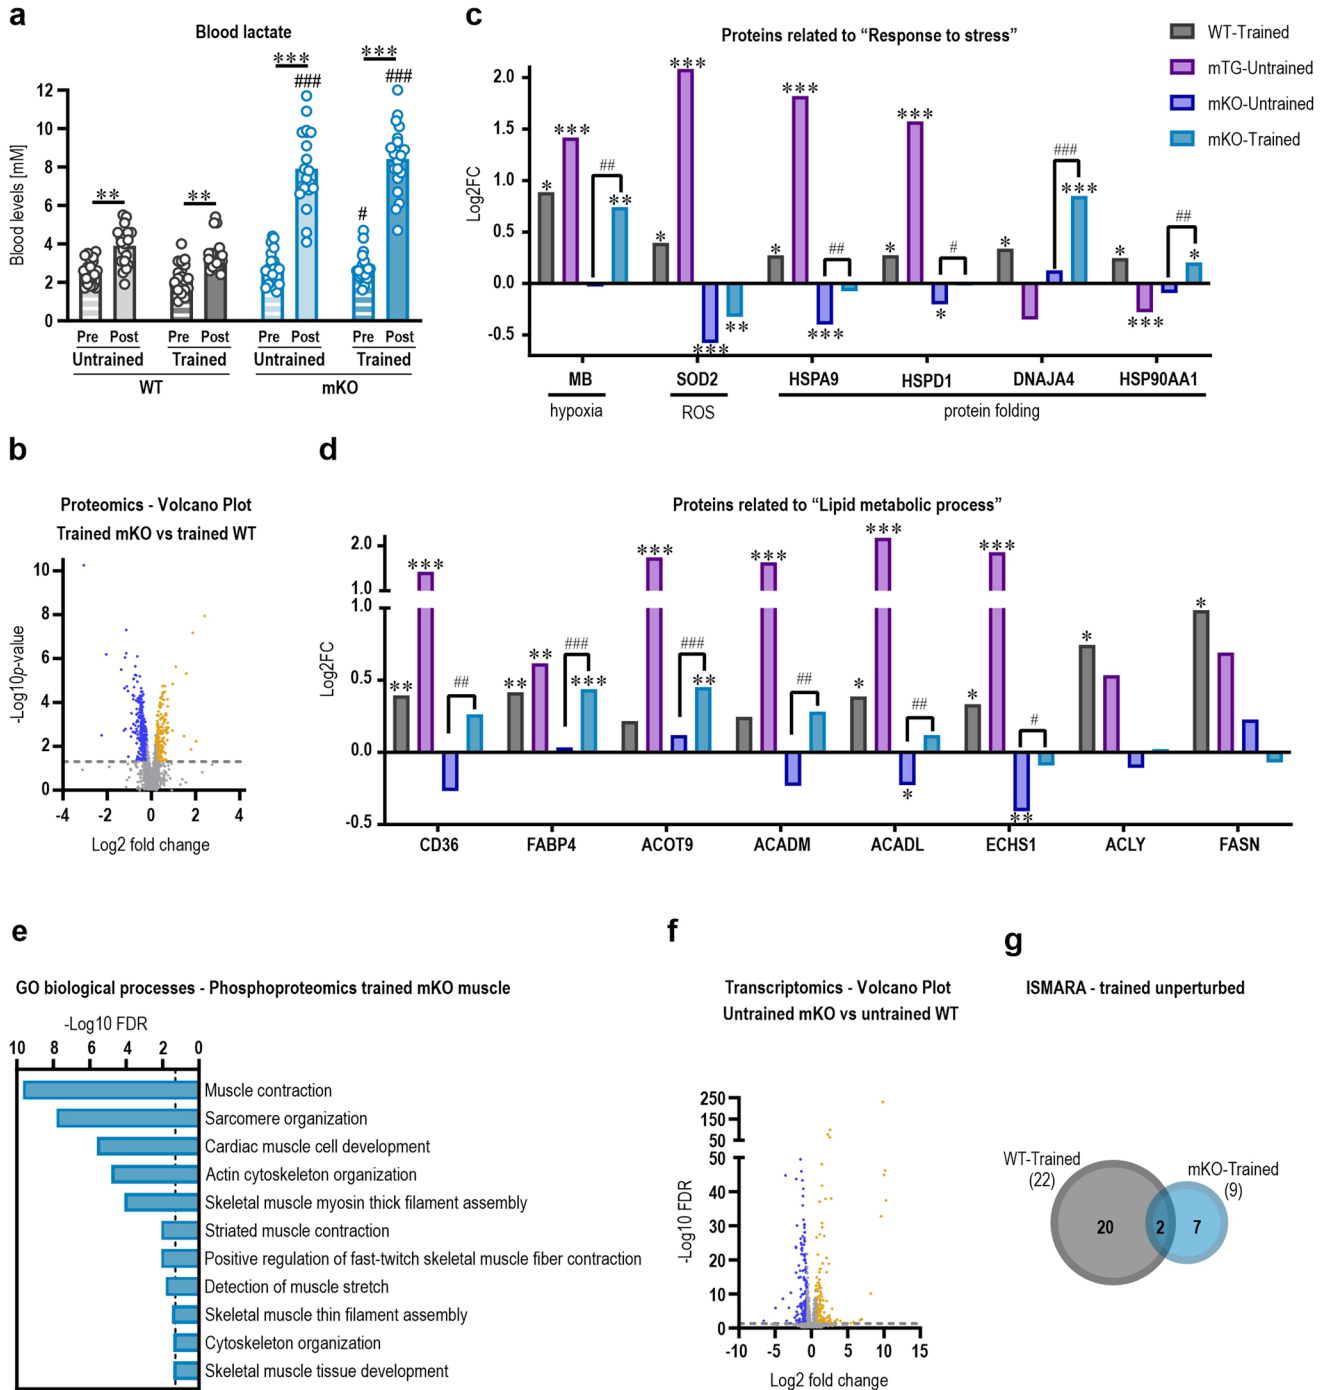 a
Blood lactate
*** ***
### ###
** **
#
Blood levels [mM]
12
10
8
6
4
2
0
Pre Post Pre Post Pre Post Pre Post
Untrained Trained Untrained Trained
WT mKO
c
Proteins related to “Response to stress”
WT-Trained
mTG-Untrained
mKO-Untrained
mKO-Trained
Log2FC
2.0
1.5
1.0
0.5
0.0
-0.5
* *** ## **
* *** *** **
* *** *** ##
* *** * #
* ### ***
* *** ## *
MB SOD2 HSPA9 HSPD1 DNAJA4 HSP90AA1
hypoxia ROS protein folding
b
Proteomics - Volcano Plot
Trained mKO vs trained WT
-Log10p-value
10
8
6
4
2
0
-4 -2 0 2 4
Log2 fold change
d
Proteins related to “Lipid metabolic process”
Log2FC
2.0
1.0
1.0
0.5
0.0
-0.5
** *** ##
** ** ### ***
*** ### **
*** ##
* *** * ##
* *** ** #
*
*
CD36 FABP4 ACOT9 ACADM ACADL ECHS1 ACLY FASN
e
GO biological processes - Phosphoproteomics trained mKO muscle
-Log10 FDR
10 8 6 4 2 0
Muscle contraction
Sarcomere organization
Cardiac muscle cell development
Actin cytoskeleton organization
Skeletal muscle myosin thick filament assembly
Striated muscle contraction
Positive regulation of fast-twitch skeletal muscle fiber contraction
Detection of muscle stretch
Skeletal muscle thin filament assembly
Cytoskeleton organization
Skeletal muscle tissue development
f
Transcriptomics - Volcano Plot
Untrained mKO vs untrained WT
-Log10 FDR
250
150
50
50
40
30
20
10
0
-10 -5 0 5 10 15
Log2 fold change
g
ISMARA - trained unperturbed
WT-Trained
(22)
mKO-Trained
(9)
20 2 7